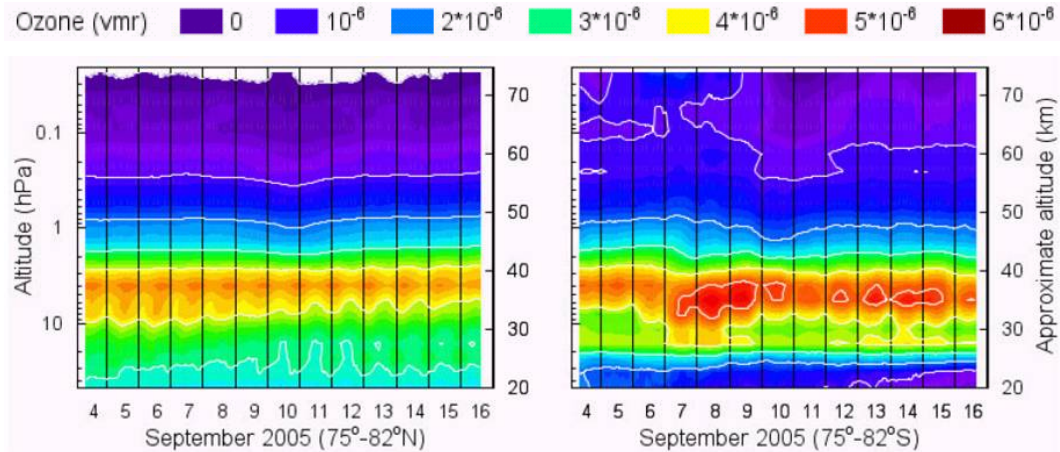 Ozone (vmr) 0 10⁻⁶ 2*10⁻⁶ 3*10⁻⁶ 4*10⁻⁶ 5*10⁻⁶ 6*10⁻⁶
Altitude (hPa)
0.1
1
10
70
60
50
40
30
20
4 5 6 7 8 9 10 11 12 13 14 15 16
September 2005 (75°-82°N)
70
60
50
40
30
20
Approximate altitude (km)
4 5 6 7 8 9 10 11 12 13 14 15 16
September 2005 (75°-82°S)